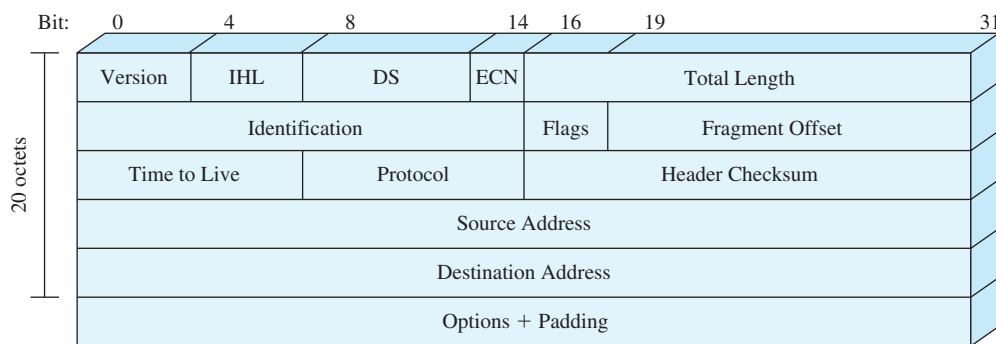 Bit: 0 4 8 14 16 19 31
Version IHL DS ECN Total Length
Identification Flags Fragment Offset
Time to Live Protocol Header Checksum
Source Address
Destination Address
Options + Padding
20 octets